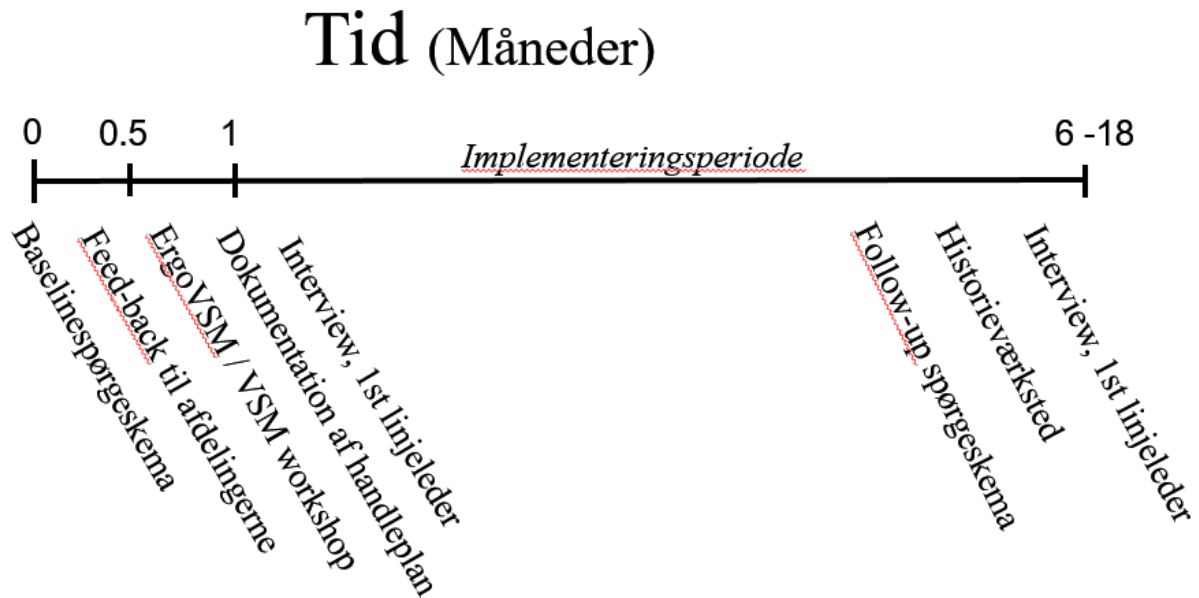 Tid (Måneder)
0
0.5
1
6 -18
Implementeringsperiode
Baselinespørgeskema
Feed-back til afdelingerne
ErgoVSM / VSM workshop
Dokumentation af handleplan
Interview, 1st linjeleder
Follow-up spørgeskema
Historieværksted
Interview, 1st linjeleder